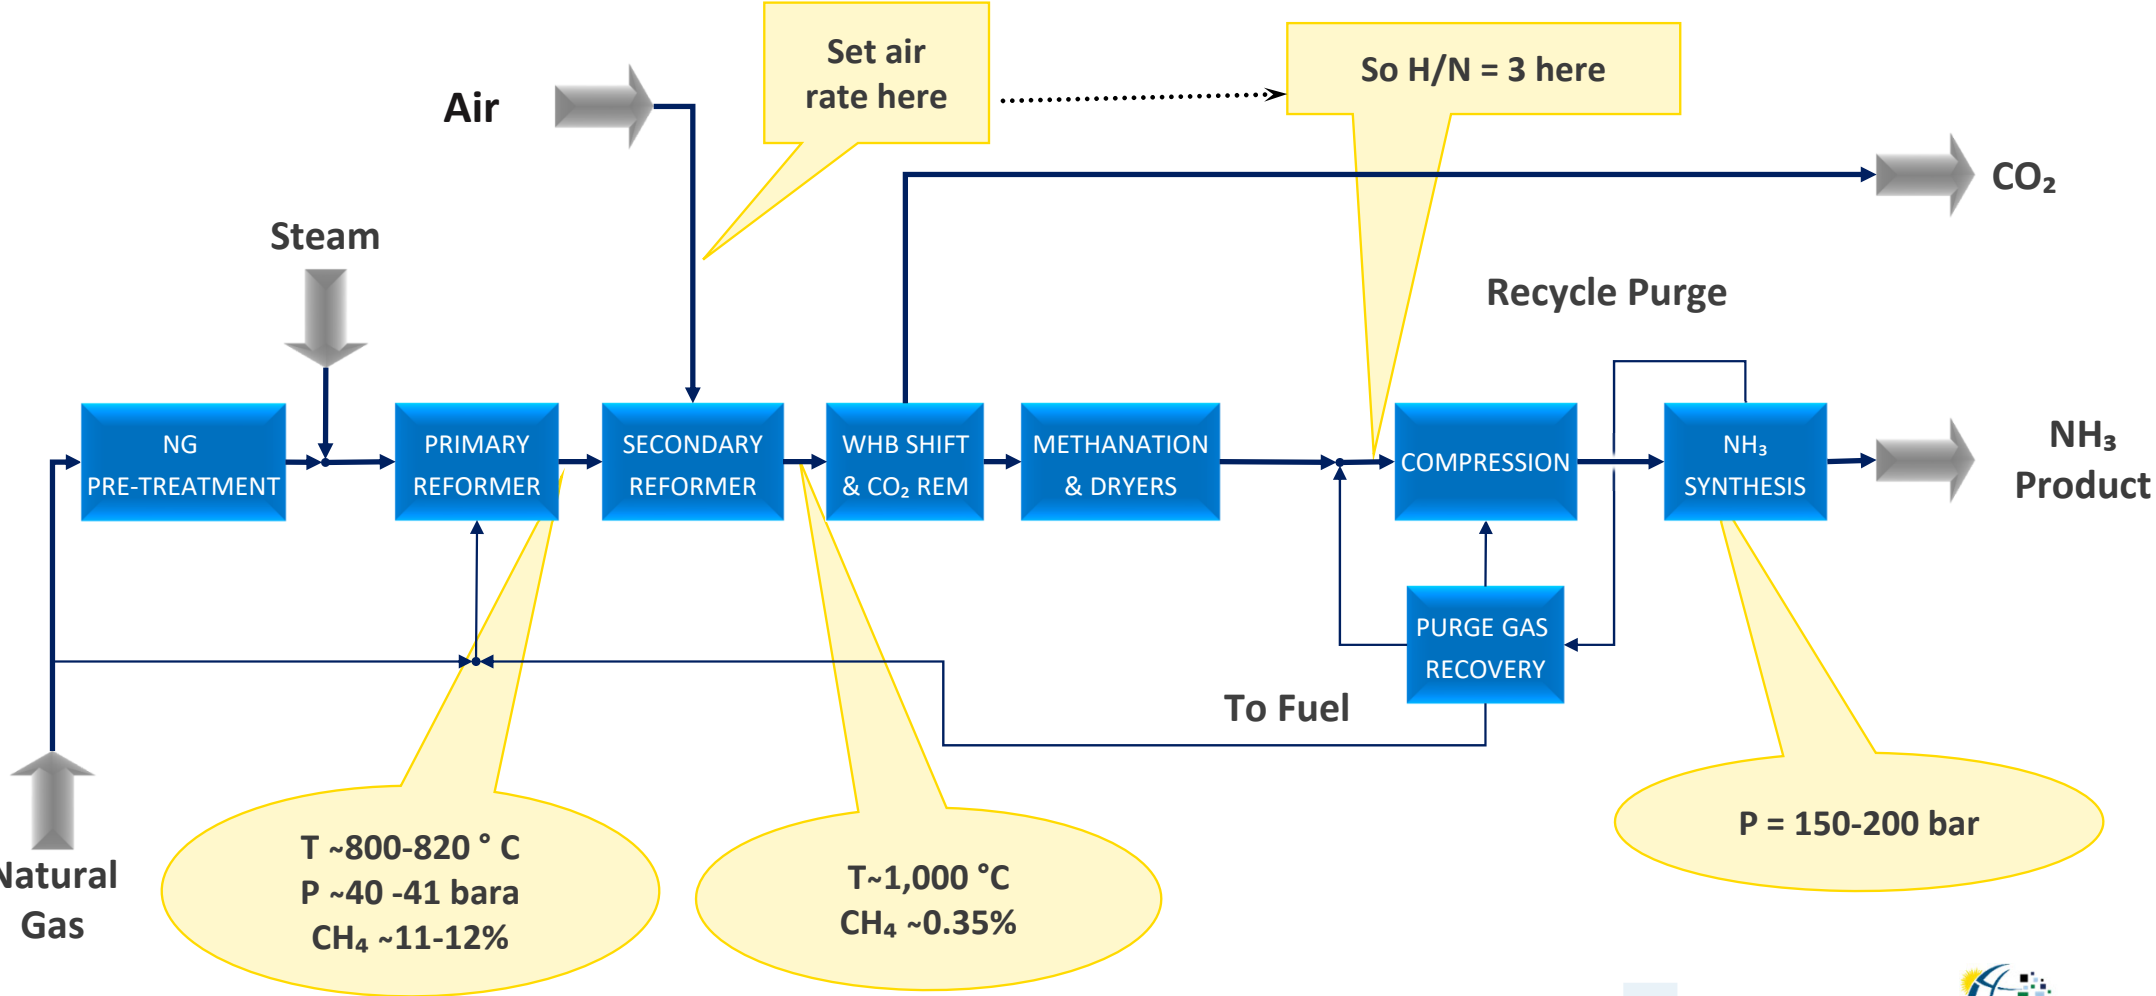 Set air
rate here
So H/N = 3 here
Air
CO₂
Steam
Recycle Purge
NG
PRE-TREATMENT
PRIMARY
REFORMER
SECONDARY
REFORMER
WHB SHIFT
& CO₂ REM
METHANATION
& DRYERS
COMPRESSION
NH₃
SYNTHESIS
NH₃
Product
PURGE GAS
RECOVERY
To Fuel
T ~800-820 ° C
P ~40 -41 bara
CH₄ ~11-12%
T~1,000 °C
CH₄ ~0.35%
P = 150-200 bar
Natural
Gas